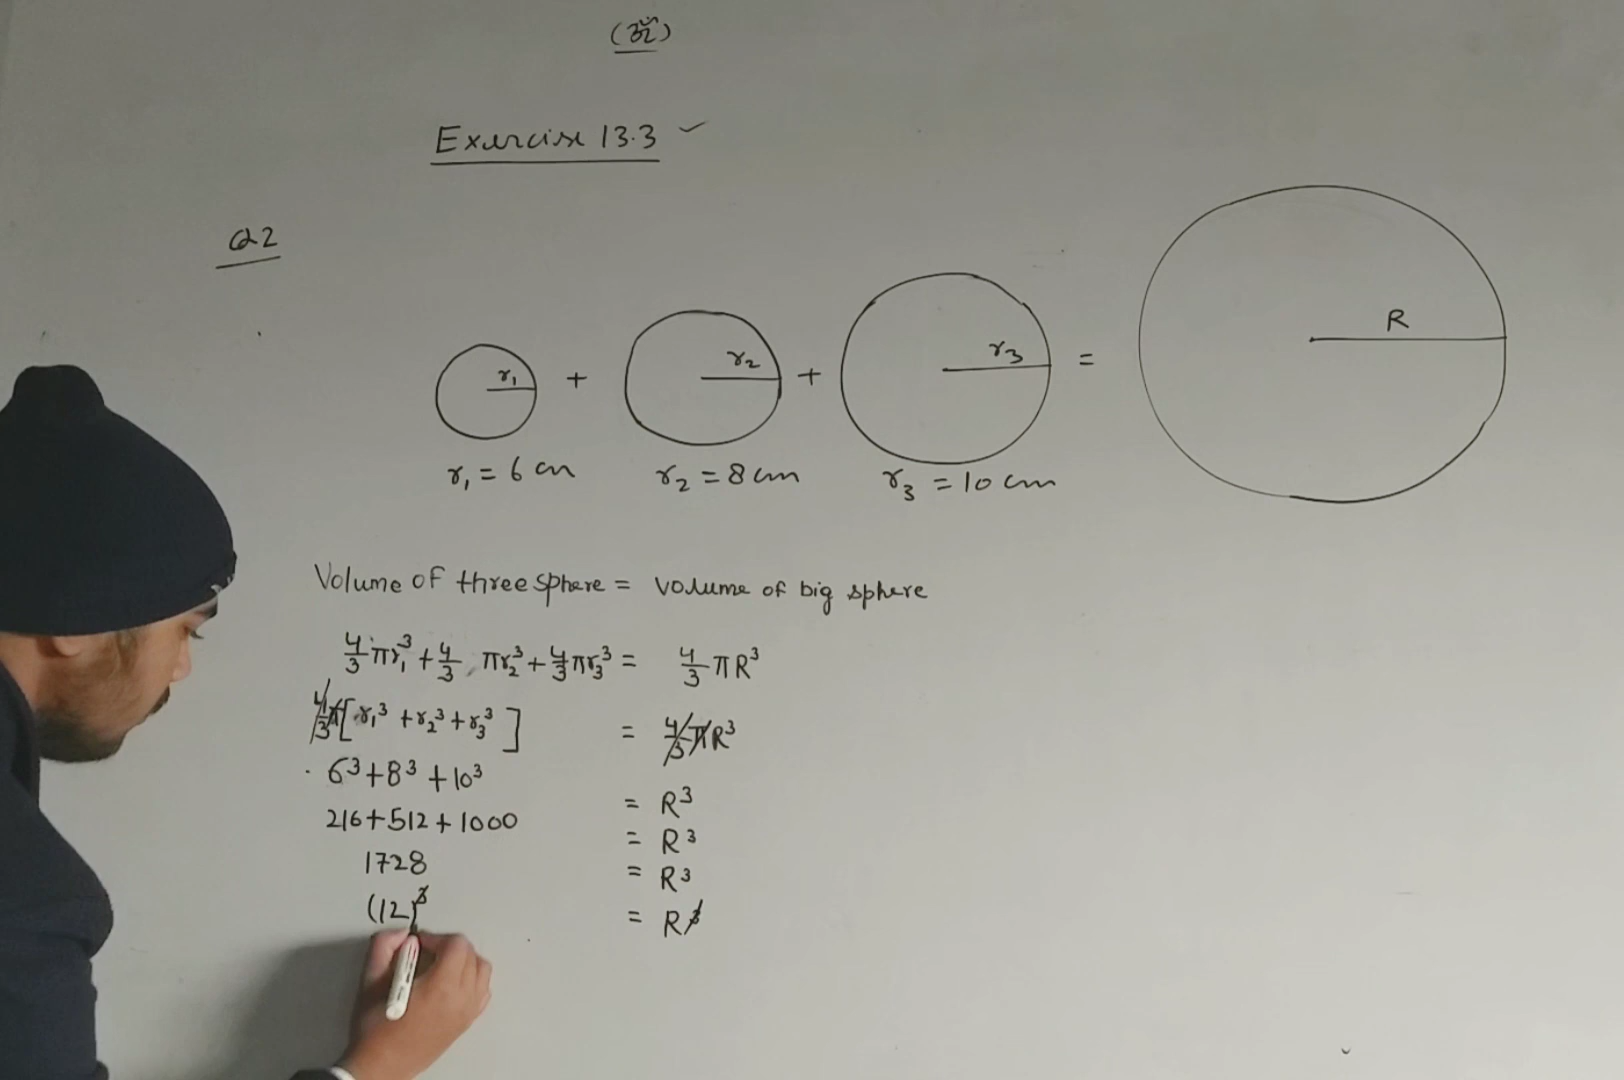 (ੴ)
Exercise 13.3 ✓
Q2
r₁ + r₂ + r₃ = R
r₁ = 6 cm r₂ = 8 cm r₃ = 10 cm
Volume of three sphere = volume of big sphere
4/3 πr₁³ + 4/3 πr₂³ + 4/3 πr₃³ = 4/3 πR³
4/3 π[r₁³ + r₂³ + r₃³] = 4/3 πR³
6³ + 8³ + 10³ = R³
216 + 512 + 1000 = R³
1728 = R³
(12)³ = R³